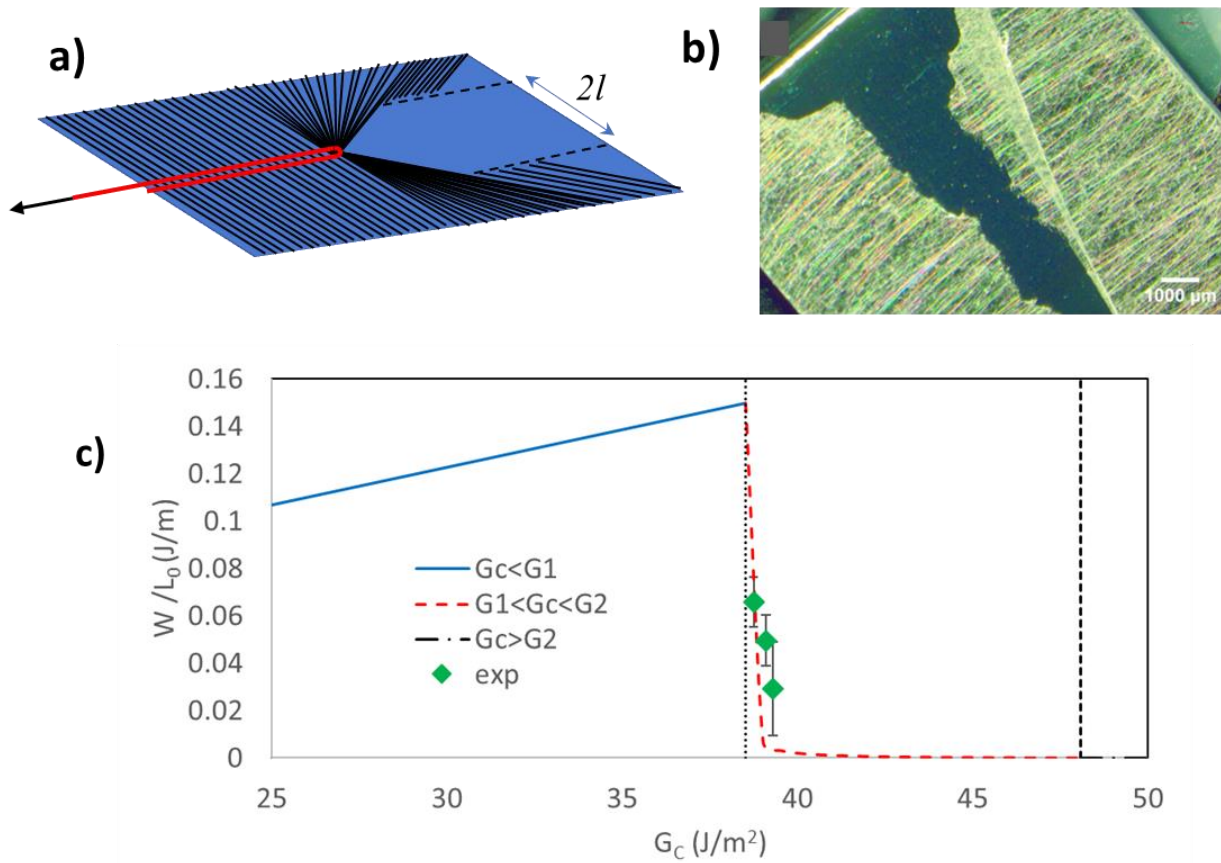 a)
2l
b)
1000 µm
c)
W /L₀ (J/m)
0.16
0.14
0.12
0.1
0.08
0.06
0.04
0.02
0
Gc<G1
G1<Gc<G2
Gc>G2
exp
25 30 35 40 45 50
G_C (J/m²)